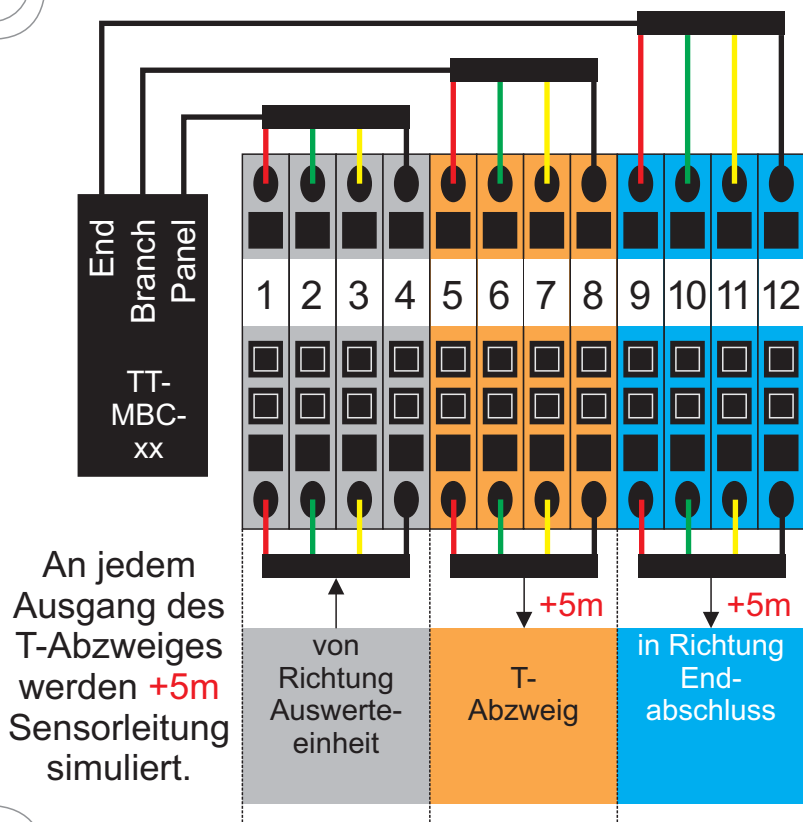 End
Branch
Panel
TT-
MBC-
xx
1 2 3 4 5 6 7 8 9 10 11 12
An jedem
Ausgang des
T-Abzweiges
werden +5m
Sensorleitung
simuliert.
von
Richtung
Auswerte-
einheit
+5m
T-
Abzweig
+5m
in Richtung
End-
abschluss